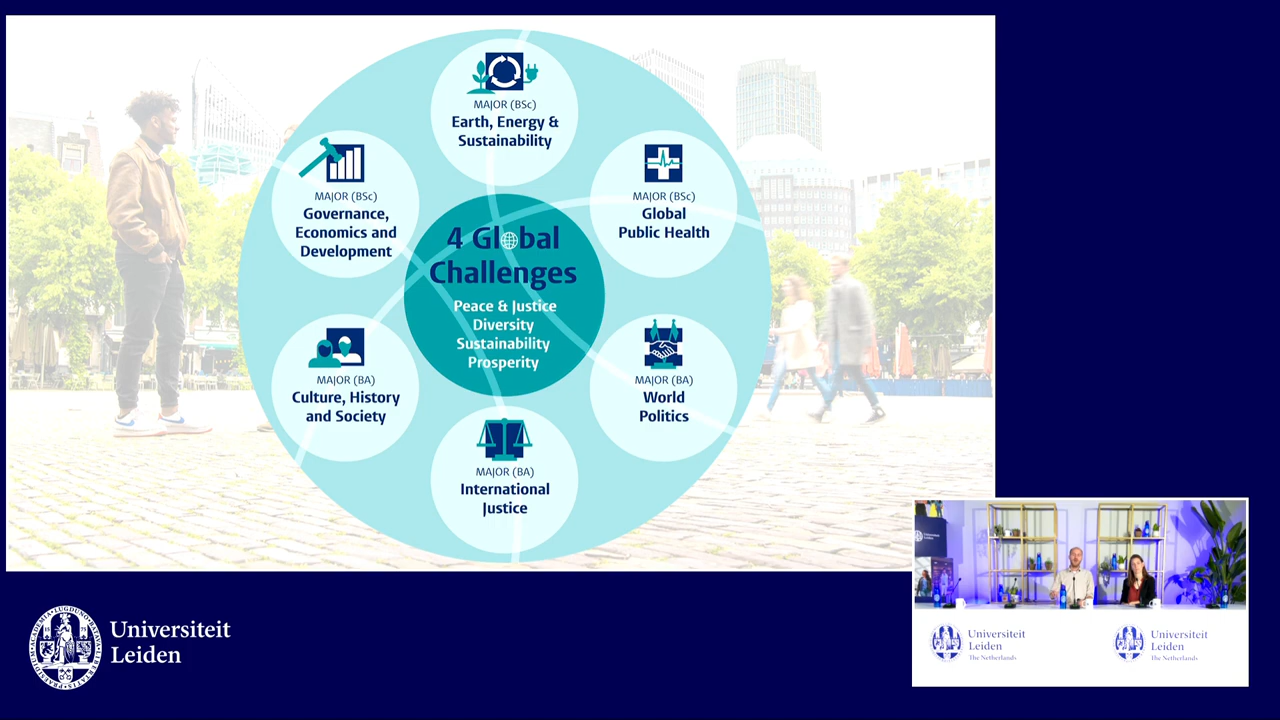 MAJOR (BSc)
Earth, Energy &
Sustainability
MAJOR (BSc)
Governance,
Economics and
Development
MAJOR (BSc)
Global
Public Health
4 Global
Challenges
Peace & Justice
Diversity
Sustainability
Prosperity
MAJOR (BA)
Culture, History
and Society
MAJOR (BA)
World
Politics
MAJOR (BA)
International
Justice
Universiteit
Leiden
Universiteit
Leiden
The Netherlands
Universiteit
Leiden
The Netherlands